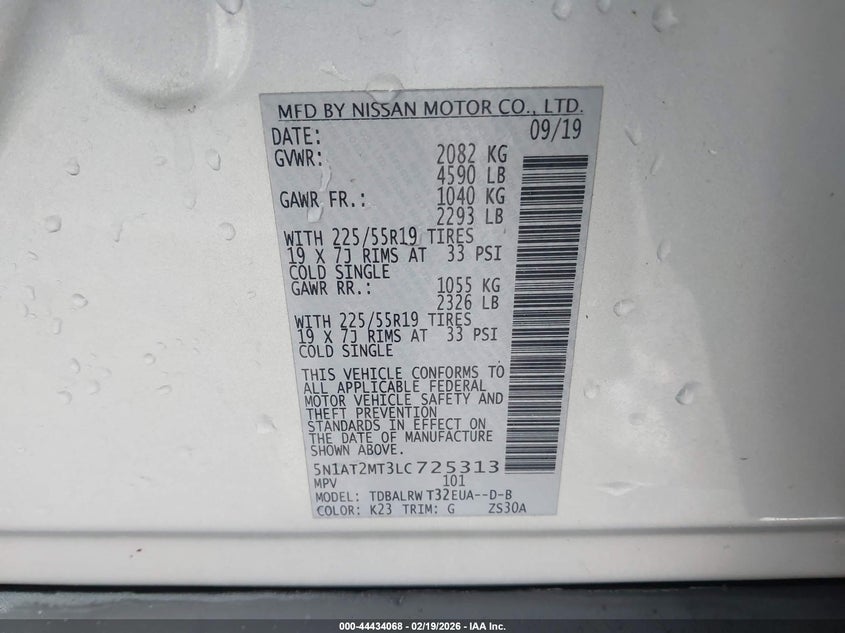 MFD BY NISSAN MOTOR CO., LTD.
DATE: 09/19
GVWR: 2082 KG
4590 LB
GAWR FR.: 1040 KG
2293 LB
WITH 225/55R19 TIRES
19 X 7J RIMS AT 33 PSI
COLD SINGLE
GAWR RR.: 1055 KG
2326 LB
WITH 225/55R19 TIRES
19 X 7J RIMS AT 33 PSI
COLD SINGLE
THIS VEHICLE CONFORMS TO
ALL APPLICABLE FEDERAL
MOTOR VEHICLE SAFETY AND
THEFT PREVENTION
STANDARDS IN EFFECT ON
THE DATE OF MANUFACTURE
SHOWN ABOVE.
5N1AT2MT3LC725313
MPV 101
MODEL: TDBALRW T32EUA--D-B
COLOR: K23 TRIM: G ZS30A
000-44434068 - 02/19/2026 - IAA Inc.